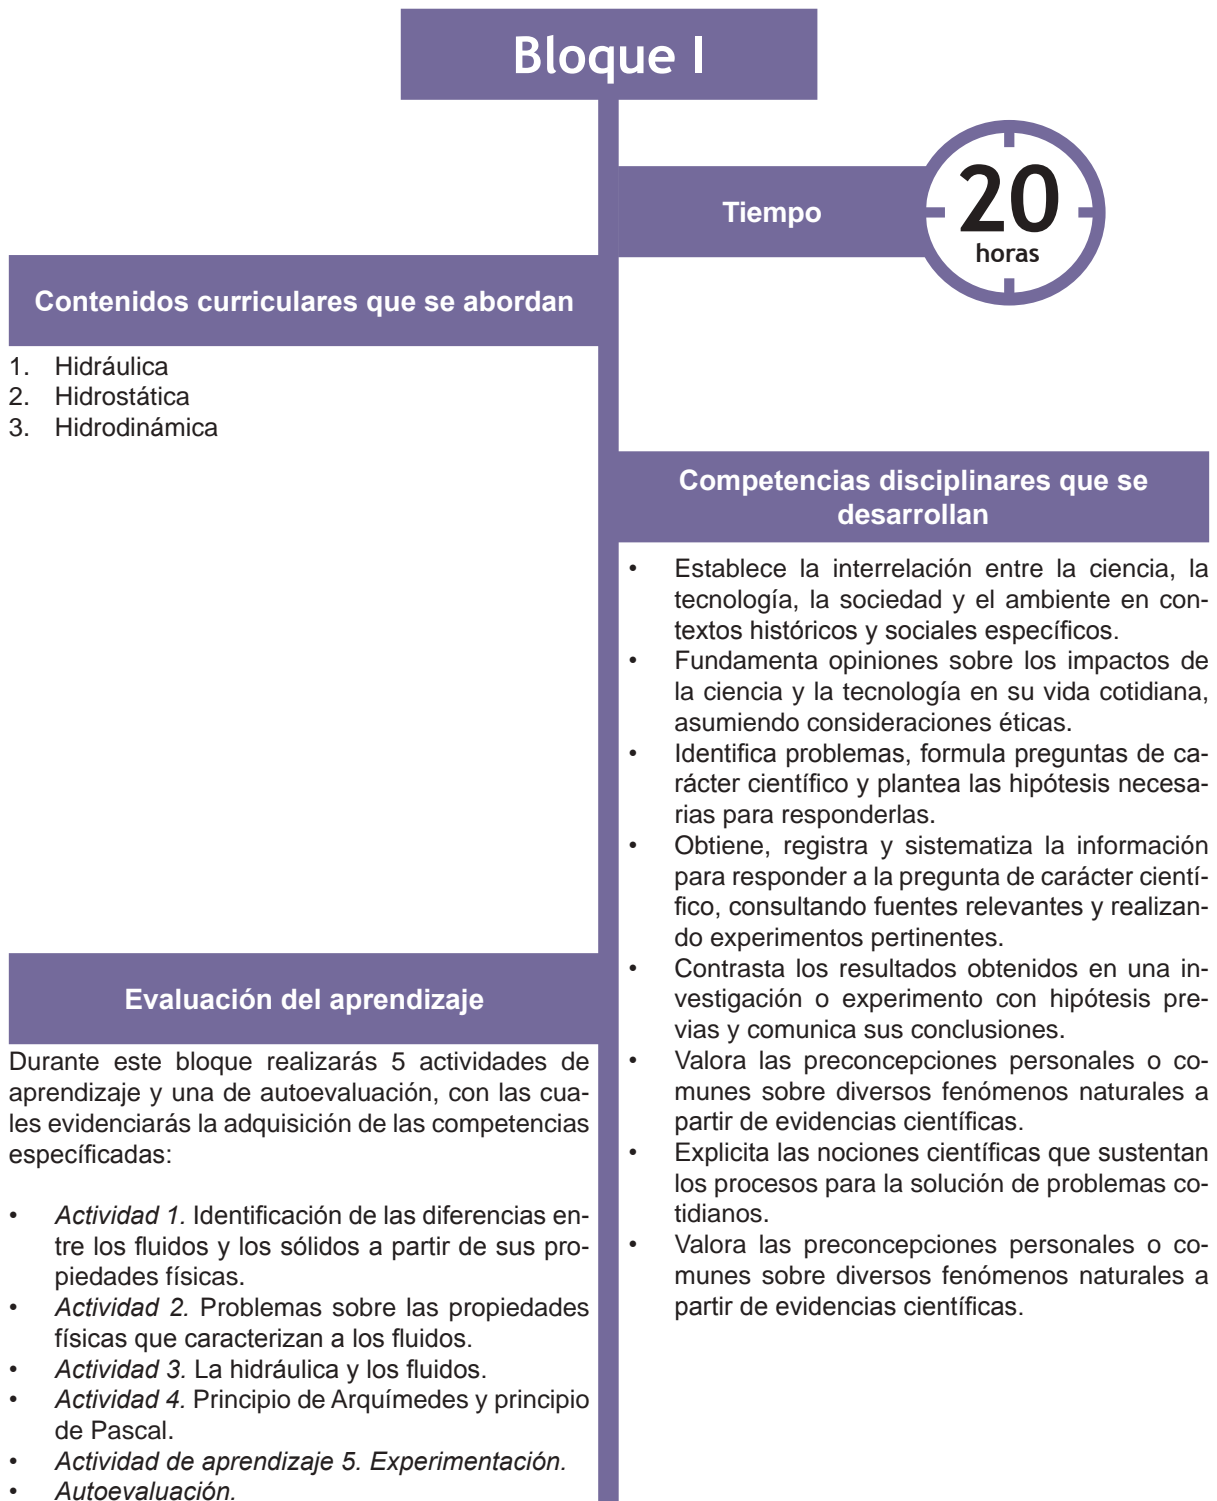 Bloque I
Tiempo
20
horas
Contenidos curriculares que se abordan
1. Hidráulica
2. Hidrostática
3. Hidrodinámica
Competencias disciplinares que se
desarrollan
• Establece la interrelación entre la ciencia, la
tecnología, la sociedad y el ambiente en con-
textos históricos y sociales específicos.
• Fundamenta opiniones sobre los impactos de
la ciencia y la tecnología en su vida cotidiana,
asumiendo consideraciones éticas.
• Identifica problemas, formula preguntas de ca-
rácter científico y plantea las hipótesis necesa-
rias para responderlas.
• Obtiene, registra y sistematiza la información
para responder a la pregunta de carácter cientí-
fico, consultando fuentes relevantes y realizan-
do experimentos pertinentes.
• Contrasta los resultados obtenidos en una in-
vestigación o experimento con hipótesis pre-
vias y comunica sus conclusiones.
• Valora las preconcepciones personales o co-
munes sobre diversos fenómenos naturales a
partir de evidencias científicas.
• Explicita las nociones científicas que sustentan
los procesos para la solución de problemas co-
tidianos.
• Valora las preconcepciones personales o co-
munes sobre diversos fenómenos naturales a
partir de evidencias científicas.
Evaluación del aprendizaje
Durante este bloque realizarás 5 actividades de
aprendizaje y una de autoevaluación, con las cua-
les evidenciarás la adquisición de las competencias
específicadas:
• Actividad 1. Identificación de las diferencias en-
tre los fluidos y los sólidos a partir de sus pro-
piedades físicas.
• Actividad 2. Problemas sobre las propiedades
físicas que caracterizan a los fluidos.
• Actividad 3. La hidráulica y los fluidos.
• Actividad 4. Principio de Arquímedes y principio
de Pascal.
• Actividad de aprendizaje 5. Experimentación.
• Autoevaluación.